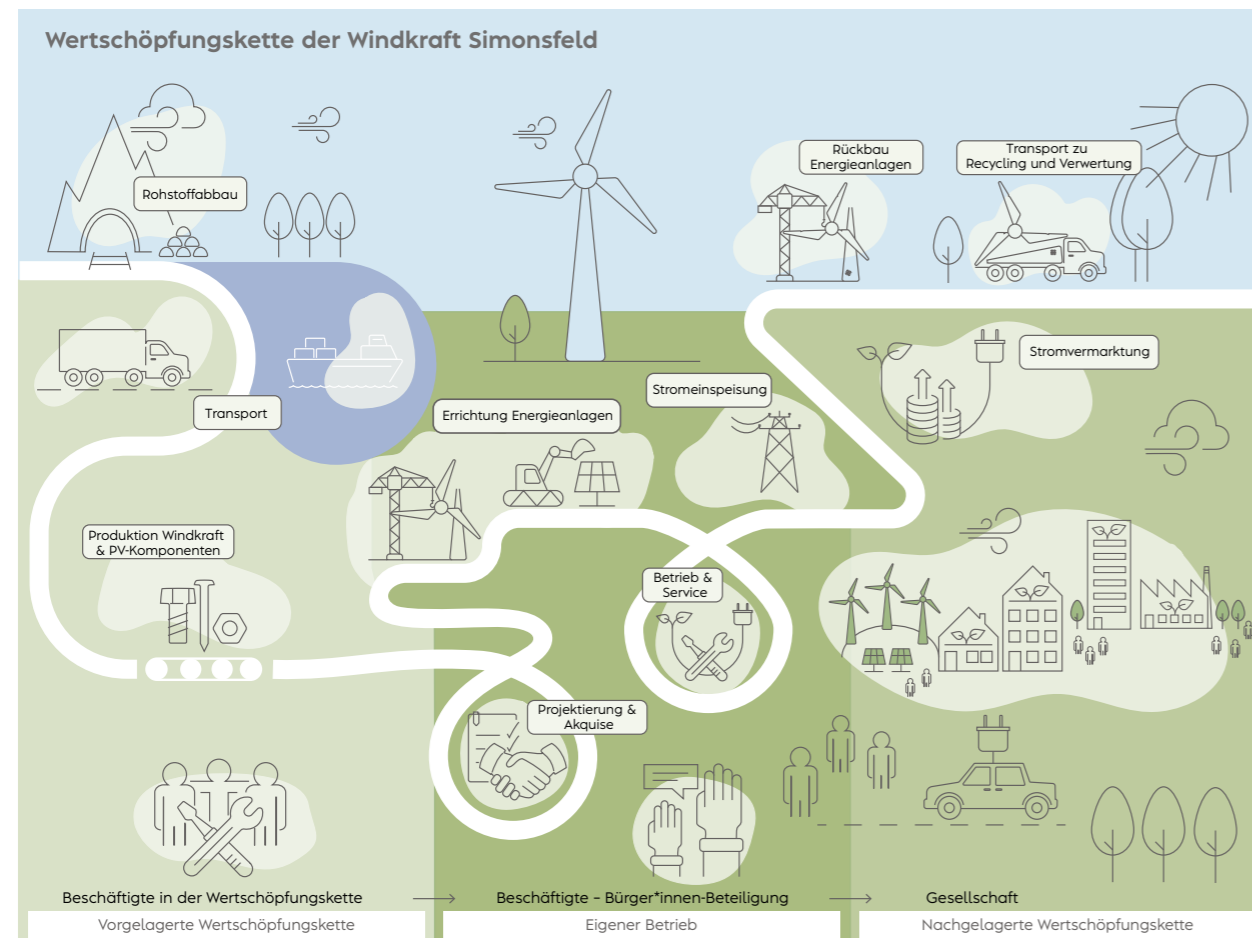 Wertschöpfungskette der Windkraft Simonsfeld
Rohstoffabbau
Rückbau
Energieanlagen
Transport zu
Recycling und Verwertung
Transport
Errichtung Energieanlagen
Stromeinspeisung
Stromvermarktung
Produktion Windkraft
& PV-Komponenten
Betrieb &
Service
Projektierung &
Akquise
Beschäftigte in der Wertschöpfungskette
Beschäftigte – Bürger*innen-Beteiligung
Gesellschaft
Vorgelagerte Wertschöpfungskette
Eigener Betrieb
Nachgelagerte Wertschöpfungskette